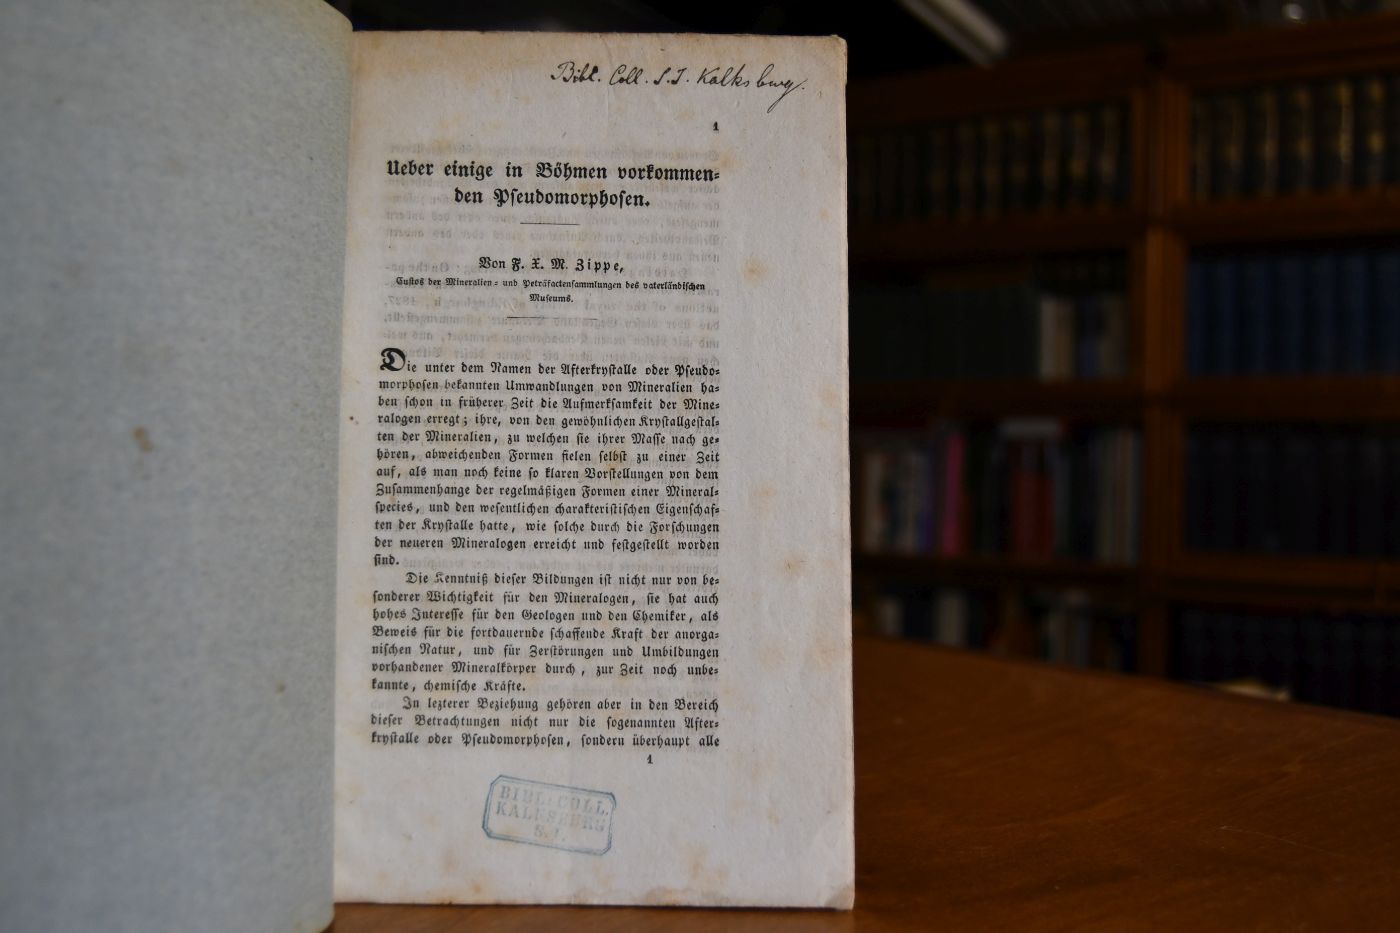 Bibl. Coll. S. J. Kalksburg.
1
Ueber einige in Böhmen vorkommen=
den Pseudomorphosen.
Von F. X. M. Zippe,
Custos der Mineralien= und Petrafactensammlungen des vaterländischen
Museums.
Die unter dem Namen der Afterkrystalle oder Pseudo=
morphosen bekannten Umwandlungen von Mineralien ha=
ben schon in früherer Zeit die Aufmerksamkeit der Mine=
ralogen erregt; ihre, von den gewöhnlichen Krystallgestal=
ten der Mineralien, zu welchen sie ihrer Masse nach ge=
hören, abweichenden Formen fielen selbst zu einer Zeit
auf, als man noch keine so klaren Vorstellungen von dem
Zusammenhange der regelmäßigen Formen einer Mineral=
species, und den wesentlichen charakteristischen Eigenschaf=
ten der Krystalle hatte, wie solche durch die Forschungen
der neueren Mineralogen erreicht und festgestellt worden
sind.
Die Kenntniß dieser Bildungen ist nicht nur von be=
sonderer Wichtigkeit für den Mineralogen, sie hat auch
hohes Interesse für den Geologen und den Chemiker, als
Beweis für die fortdauernde schaffende Kraft der anorga=
nischen Natur, und für Zerstörungen und Umbildungen
vorhandener Mineralkörper durch, zur Zeit noch unbe=
kannte, chemische Kräfte.
In lezterer Beziehung gehören aber in den Bereich
dieser Betrachtungen nicht nur die sogenannten After=
krystalle oder Pseudomorphosen, sondern überhaupt alle
1
BIBL. COLL.
KALKSBURG
S. J.